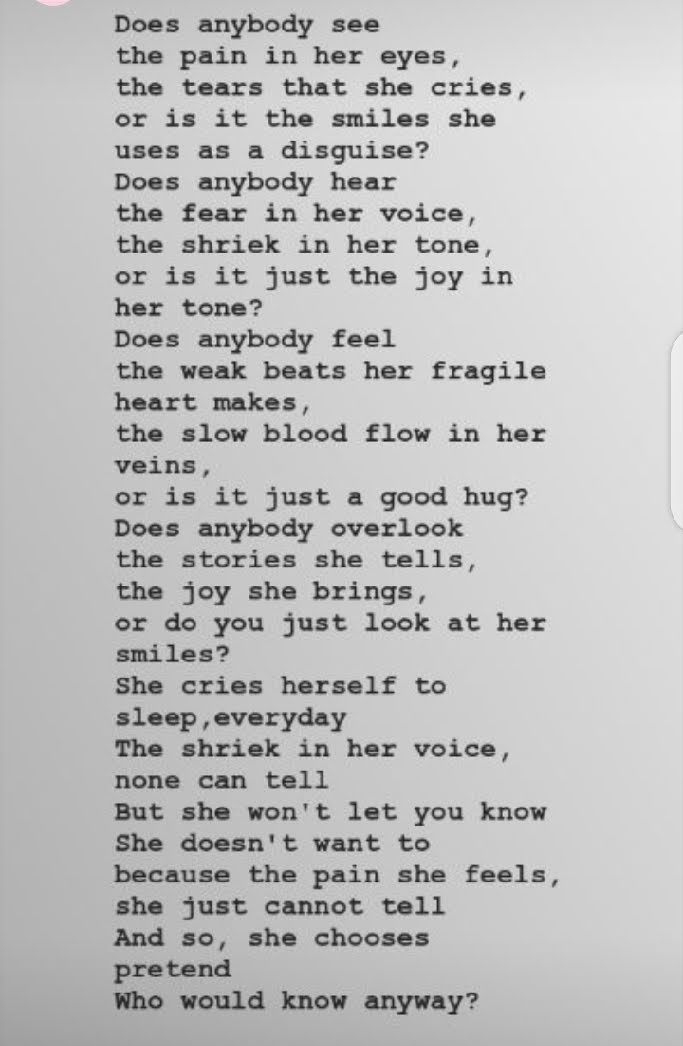 Does anybody see
the pain in her eyes,
the tears that she cries,
or is it the smiles she
uses as a disguise?
Does anybody hear
the fear in her voice,
the shriek in her tone,
or is it just the joy in
her tone?
Does anybody feel
the weak beats her fragile
heart makes,
the slow blood flow in her
veins,
or is it just a good hug?
Does anybody overlook
the stories she tells,
the joy she brings,
or do you just look at her
smiles?
She cries herself to
sleep,everyday
The shriek in her voice,
none can tell
But she won't let you know
She doesn't want to
because the pain she feels,
she just cannot tell
And so, she chooses
pretend
Who would know anyway?